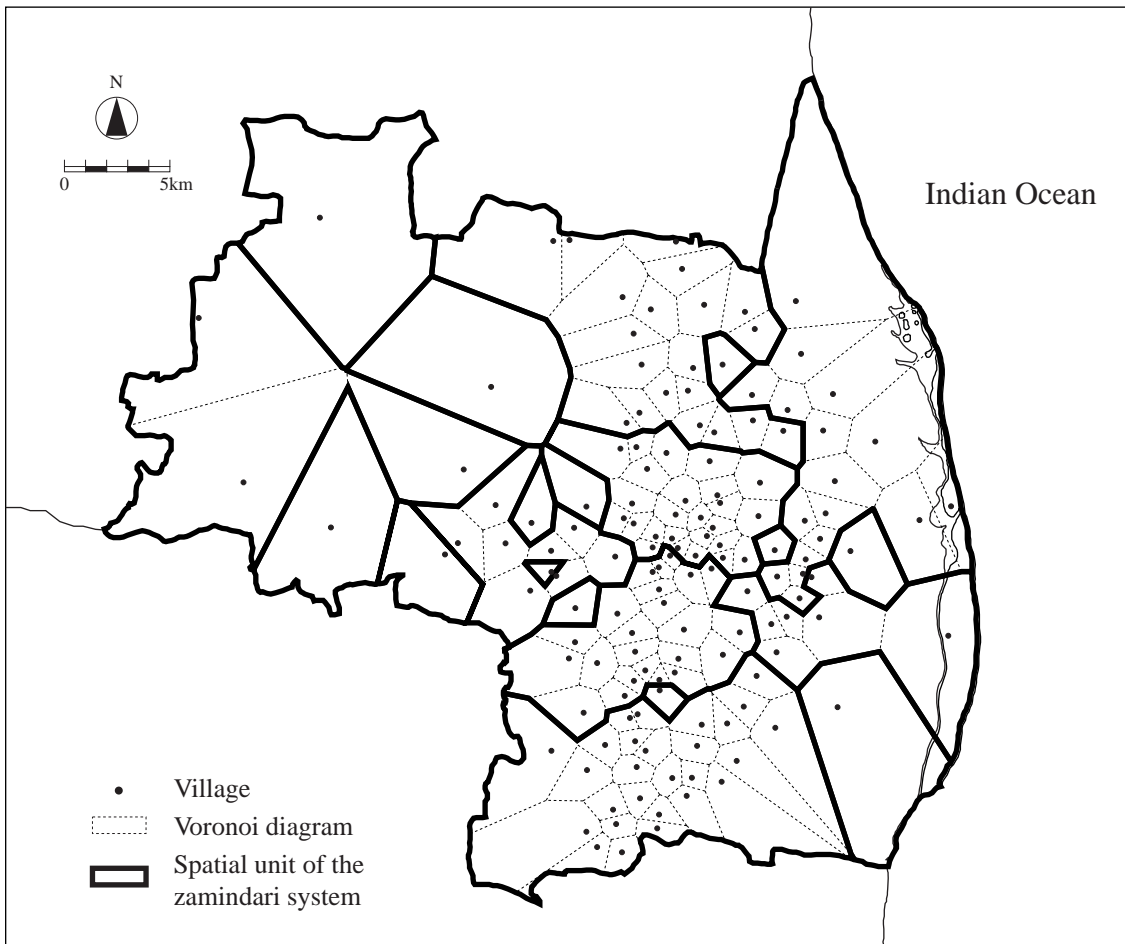 N
0 5km
Indian Ocean
Village
Voronoi diagram
Spatial unit of the
zamindari system